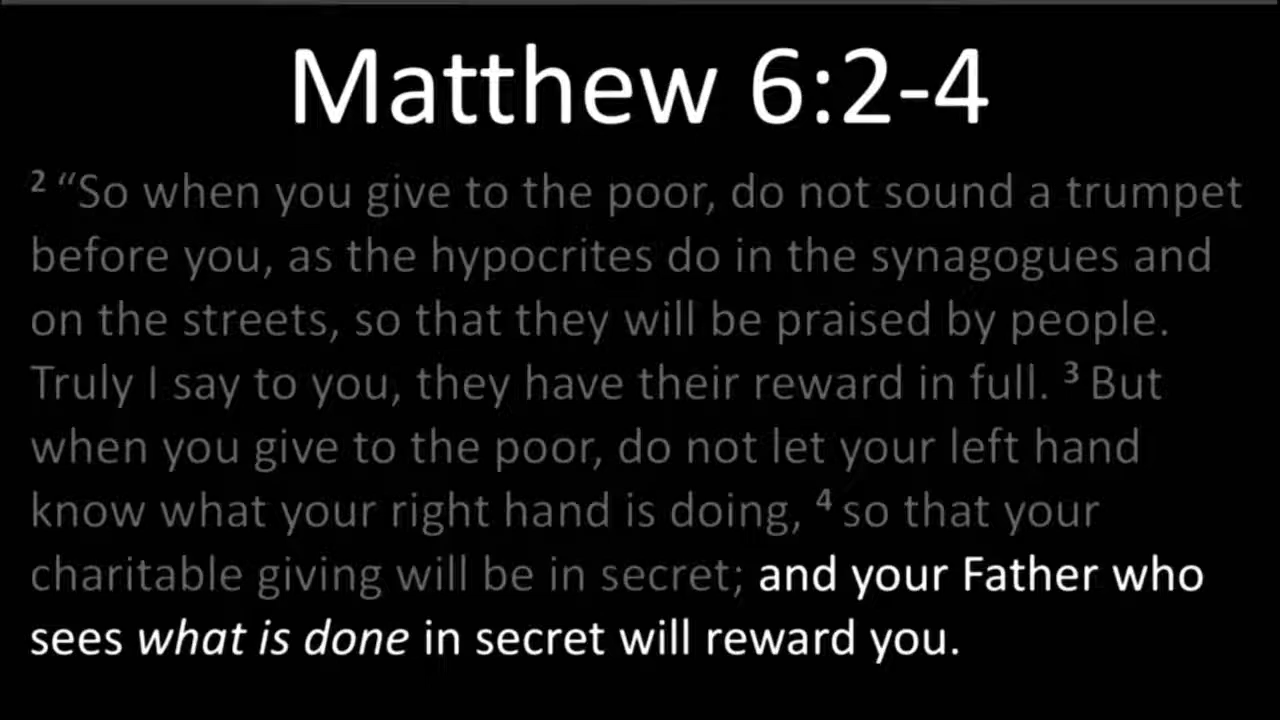 Matthew 6:2-4
² “So when you give to the poor, do not sound a trumpet
before you, as the hypocrites do in the synagogues and
on the streets, so that they will be praised by people.
Truly I say to you, they have their reward in full. ³ But
when you give to the poor, do not let your left hand
know what your right hand is doing, ⁴ so that your
charitable giving will be in secret; and your Father who
sees what is done in secret will reward you.